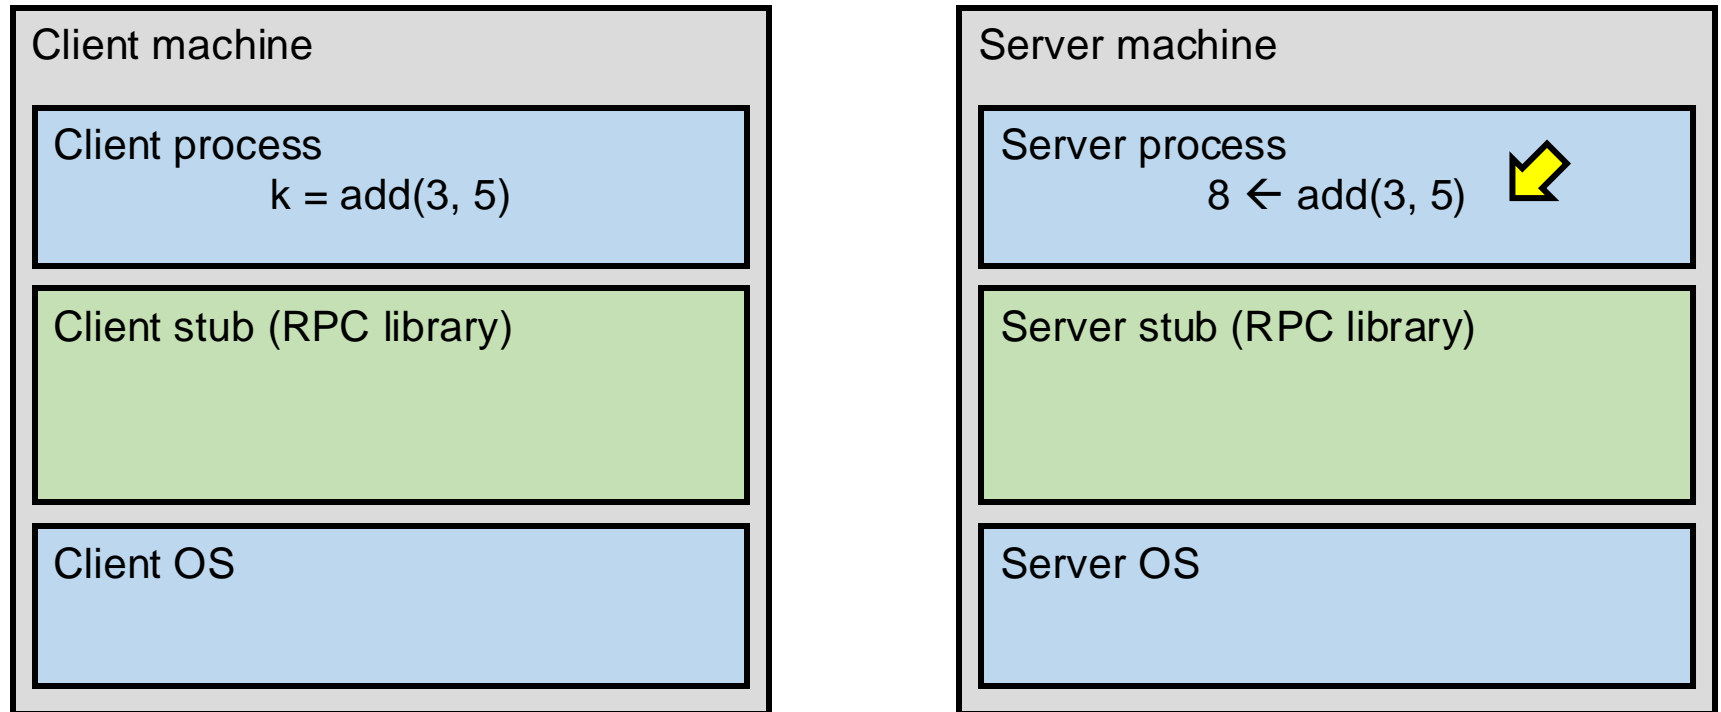 Client machine
Client process
k = add(3, 5)
Client stub (RPC library)
Client OS
Server machine
Server process
8 ← add(3, 5)
Server stub (RPC library)
Server OS